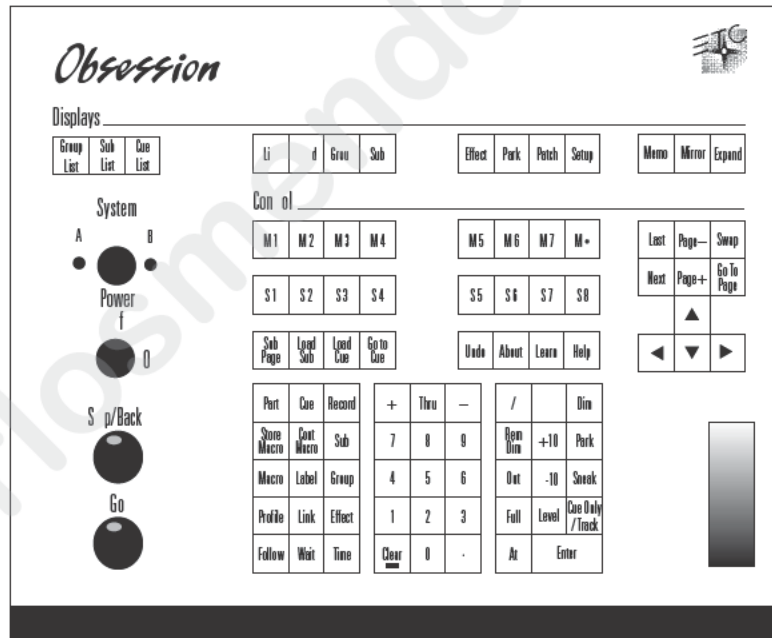 Obsession
ETC
Displays
Group List Sub List Cue List
Li d Grou Sub Effect Park Patch Setup Memo Mirror Expand
System
A B
Con ol
M1 M2 M3 M4 M5 M6 M7 M*
Last Page– Swap
S1 S2 S3 S4 S5 S6 S7 S8
Next Page+ Go To Page
Power
f
0
Sub Page Load Sub Load Cue Go to Cue Undo About Learn Help
S p/Back
Part Cue Record + Thru – / Dim
Store Macro Cont Macro Sub 7 8 9 Rem Dim +10 Park
Macro Label Group 4 5 6 Out -10 Sneak
Go
Profile Link Effect 1 2 3 Full Level Cue Only /Track
Follow Wait Time Clear 0 . At Enter